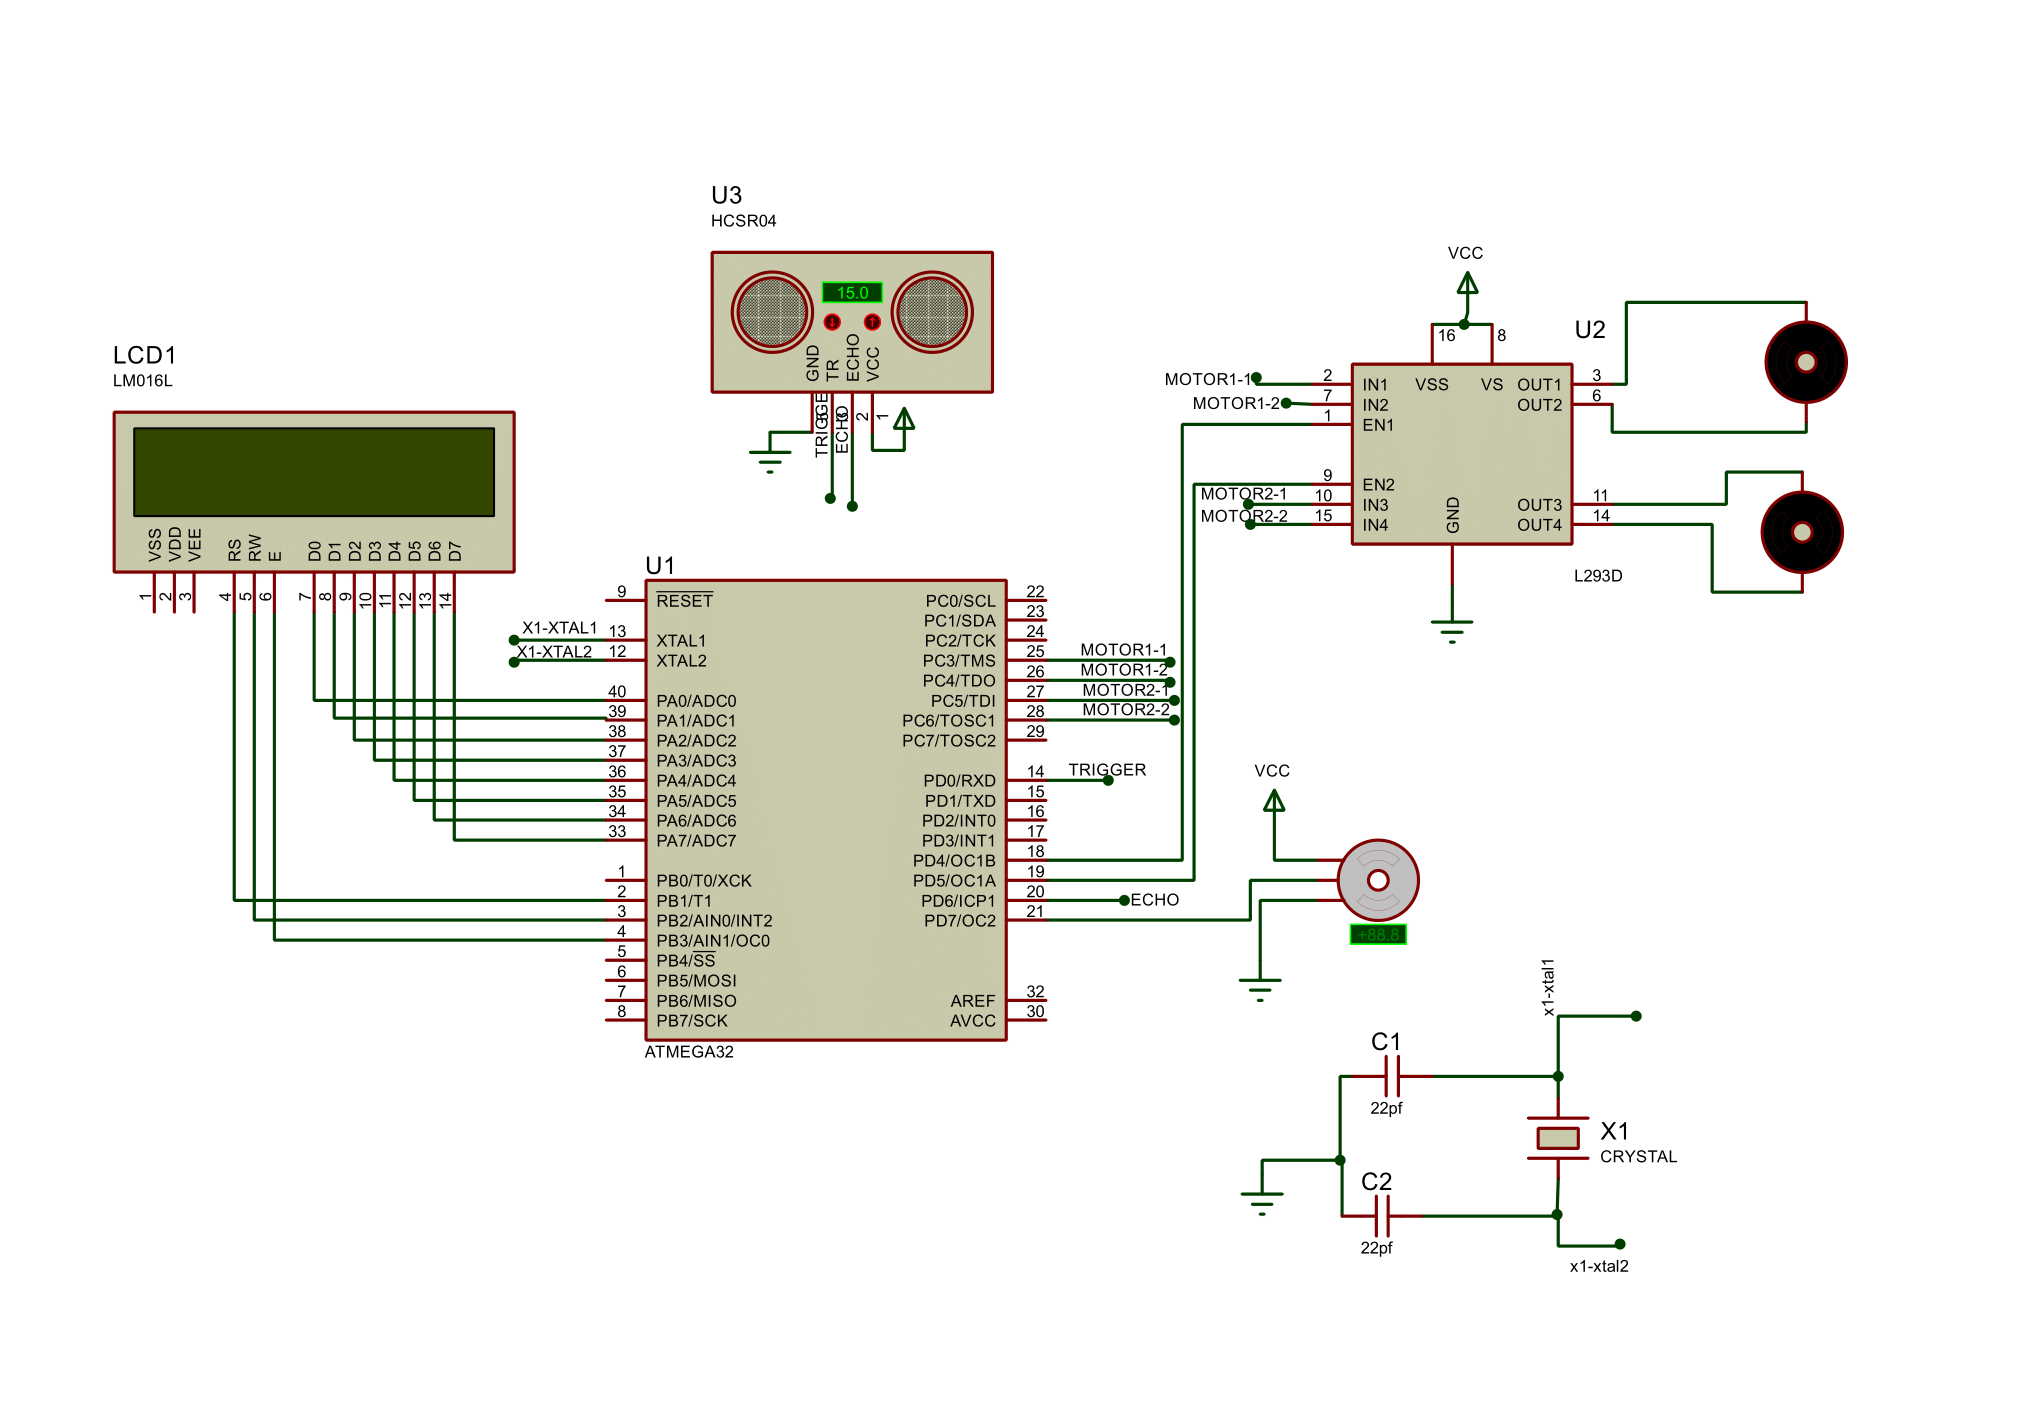 U3
HCSR04
15.0
GND
TR
ECHO
VCC
TRIGGE
ECHO
2
1
LCD1
LM016L
VSS
VDD
VEE
RS
RW
E
D0
D1
D2
D3
D4
D5
D6
D7
1
2
3
4
5
6
7
8
9
10
11
12
13
14
VCC
U2
16
8
MOTOR1-1
2
IN1
VSS
VS
OUT1
3
MOTOR1-2
7
IN2
OUT2
6
1
EN1
9
EN2
MOTOR2-1
10
IN3
GND
OUT3
11
MOTOR2-2
15
IN4
OUT4
14
L293D
U1
9
RESET
X1-XTAL1
13
XTAL1
X1-XTAL2
12
XTAL2
40
PA0/ADC0
39
PA1/ADC1
38
PA2/ADC2
37
PA3/ADC3
36
PA4/ADC4
35
PA5/ADC5
34
PA6/ADC6
33
PA7/ADC7
1
PB0/T0/XCK
2
PB1/T1
3
PB2/AIN0/INT2
4
PB3/AIN1/OC0
5
PB4/SS
6
PB5/MOSI
7
PB6/MISO
8
PB7/SCK
PC0/SCL
22
PC1/SDA
23
PC2/TCK
24
PC3/TMS
25
MOTOR1-1
PC4/TDO
26
MOTOR1-2
PC5/TDI
27
MOTOR2-1
PC6/TOSC1
28
MOTOR2-2
PC7/TOSC2
29
PD0/RXD
14
TRIGGER
PD1/TXD
15
PD2/INT0
16
PD3/INT1
17
PD4/OC1B
18
PD5/OC1A
19
PD6/ICP1
20
ECHO
PD7/OC2
21
AREF
32
AVCC
30
ATMEGA32
VCC
+88.8
x1-xtal1
C1
22pf
X1
CRYSTAL
C2
22pf
x1-xtal2